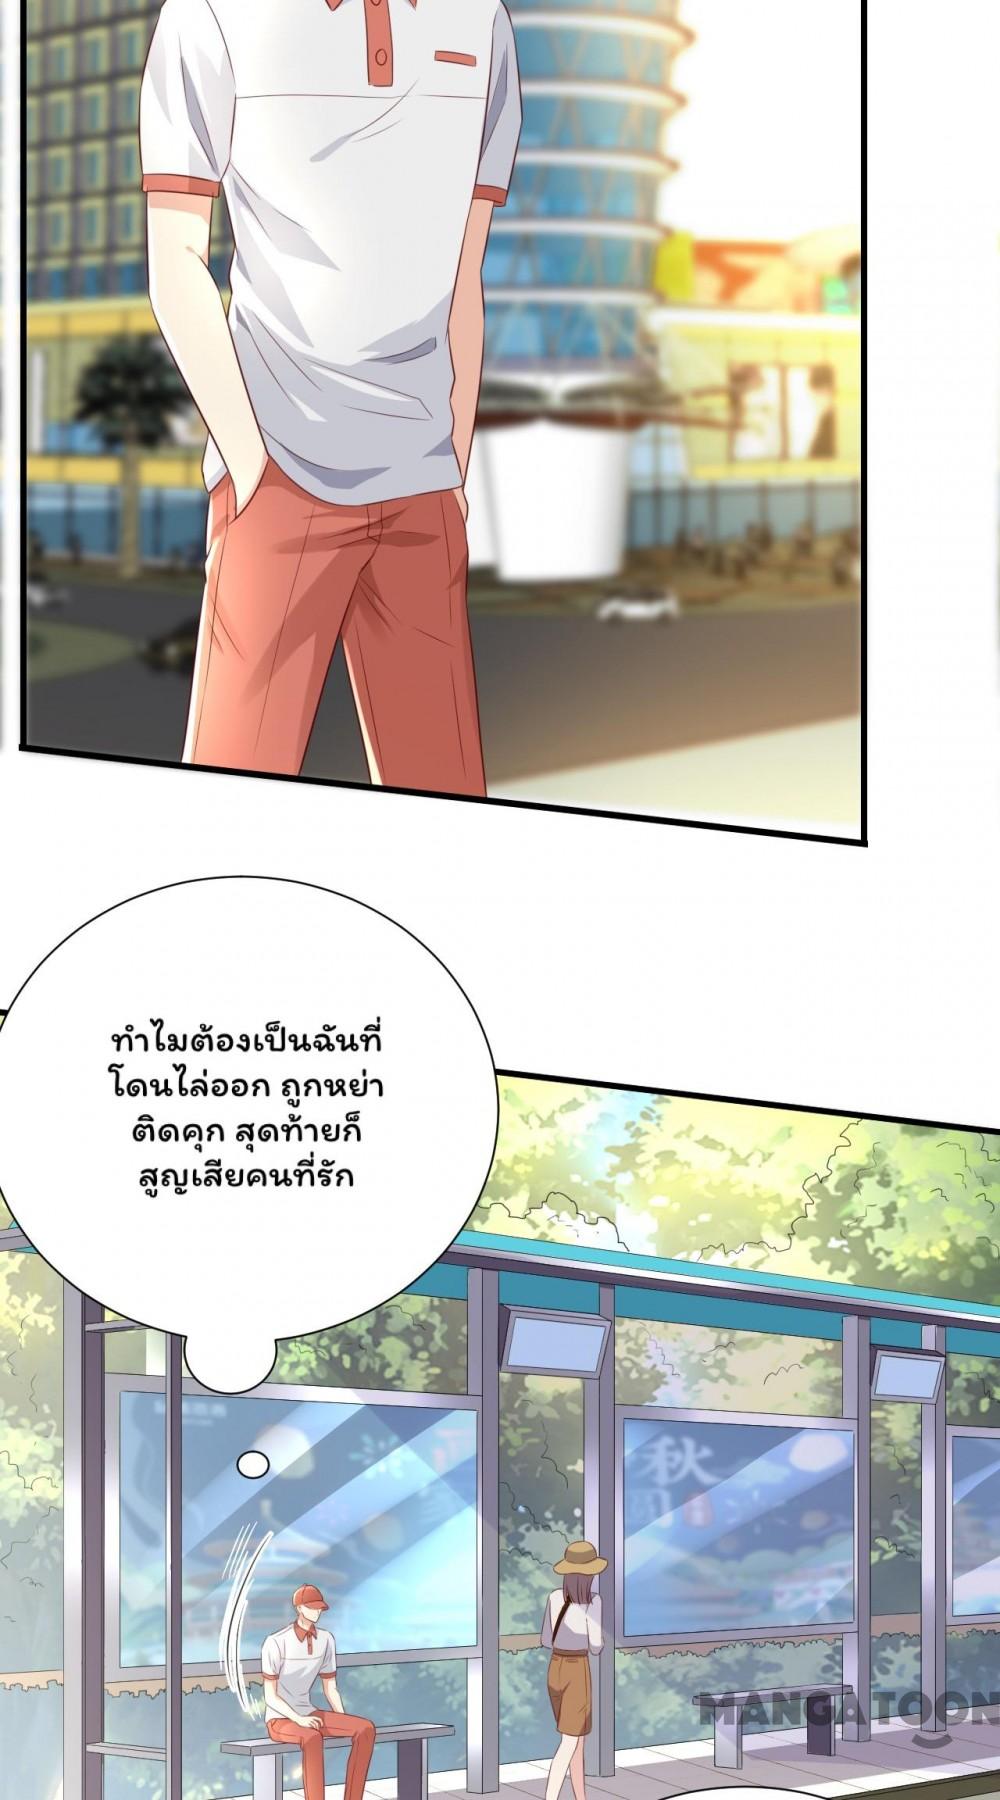 ทำไมต้องเป็นฉันที่
โดนไล่ออก ถูกหย่า
ติดคุก สุดท้ายก็
สูญเสียคนที่รัก
秋
MANGATOON